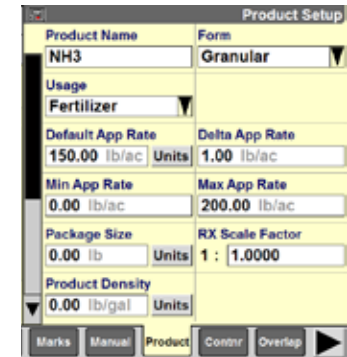 Product Setup
Product Name Form
NH3 Granular
Usage
Fertilizer
Default App Rate Delta App Rate
150.00 lb/ac Units 1.00 lb/ac
Min App Rate Max App Rate
0.00 lb/ac 200.00 lb/ac
Package Size RX Scale Factor
0.00 lb Units 1 : 1.0000
Product Density
0.00 lb/gal Units
Marks Manual Product Contnr Overlap